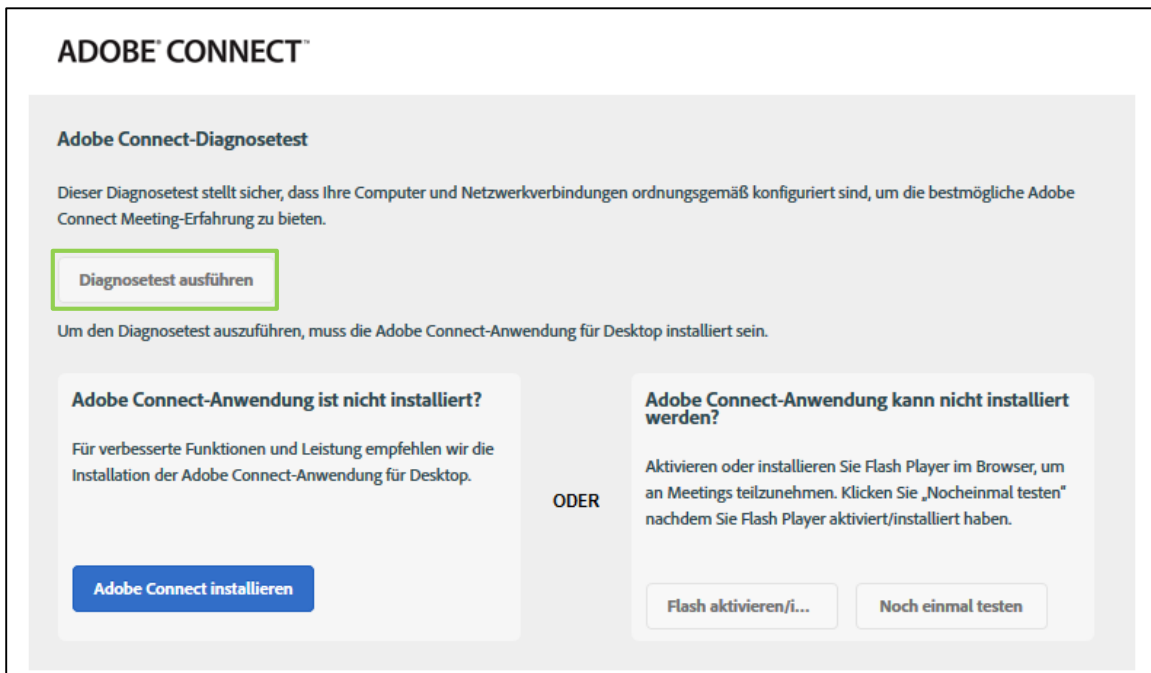 ADOBE® CONNECT™
Adobe Connect-Diagnosetest
Dieser Diagnosetest stellt sicher, dass Ihre Computer und Netzwerkverbindungen ordnungsgemäß konfiguriert sind, um die bestmögliche Adobe
Connect Meeting-Erfahrung zu bieten.
Diagnosetest ausführen
Um den Diagnosetest auszuführen, muss die Adobe Connect-Anwendung für Desktop installiert sein.
Adobe Connect-Anwendung ist nicht installiert?
Für verbesserte Funktionen und Leistung empfehlen wir die
Installation der Adobe Connect-Anwendung für Desktop.
Adobe Connect installieren
ODER
Adobe Connect-Anwendung kann nicht installiert
werden?
Aktivieren oder installieren Sie Flash Player im Browser, um
an Meetings teilzunehmen. Klicken Sie „Nocheinmal testen“
nachdem Sie Flash Player aktiviert/installiert haben.
Flash aktivieren/i...
Noch einmal testen